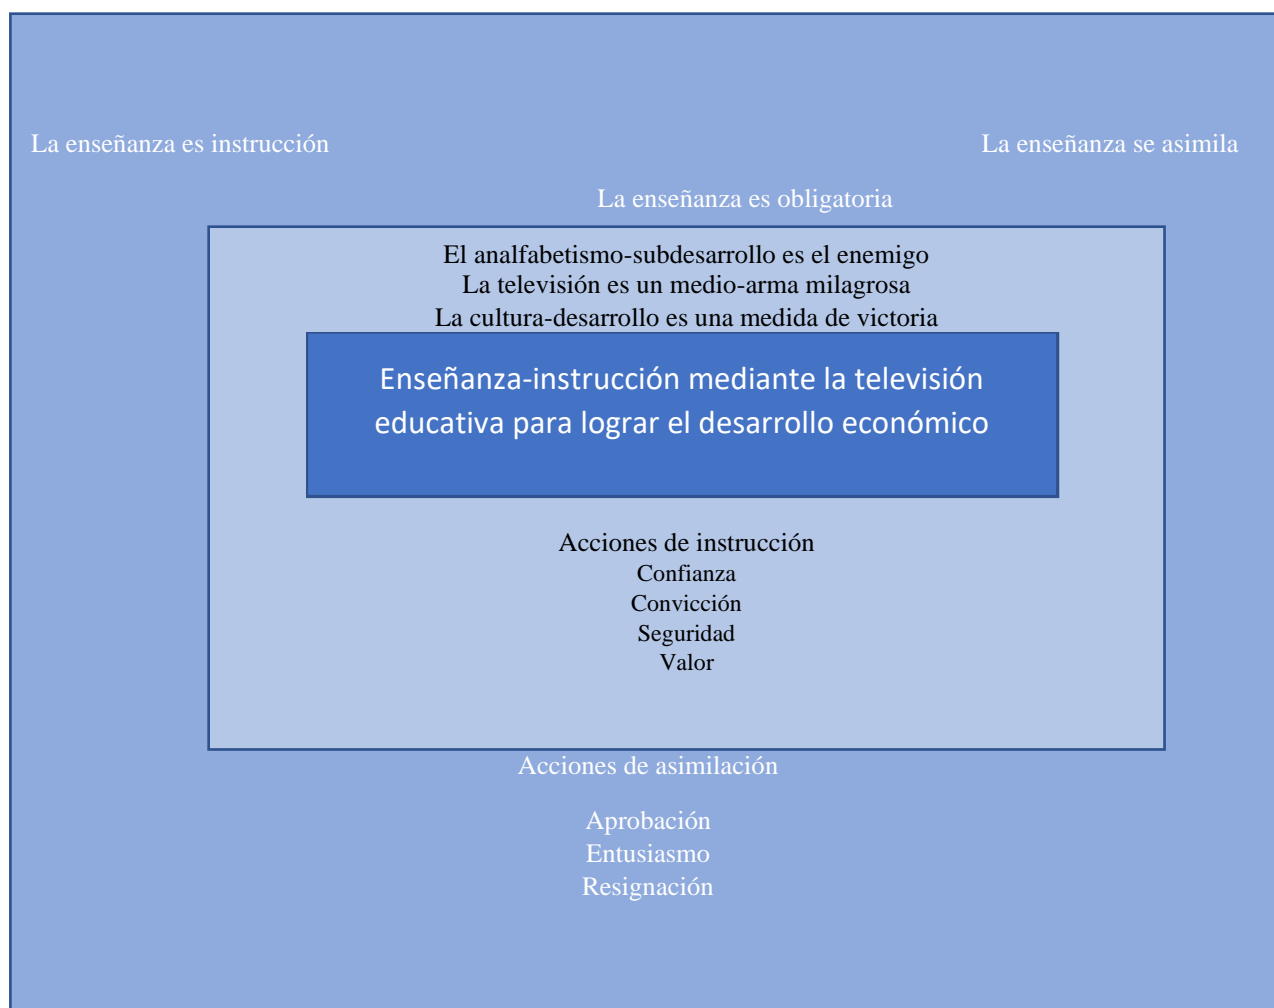 La enseñanza es instrucción
La enseñanza se asimila
La enseñanza es obligatoria
El analfabetismo-subdesarrollo es el enemigo
La televisión es un medio-arma milagrosa
La cultura-desarrollo es una medida de victoria
Enseñanza-instrucción mediante la televisión
educativa para lograr el desarrollo económico
Acciones de instrucción
Confianza
Convicción
Seguridad
Valor
Acciones de asimilación
Aprobación
Entusiasmo
Resignación